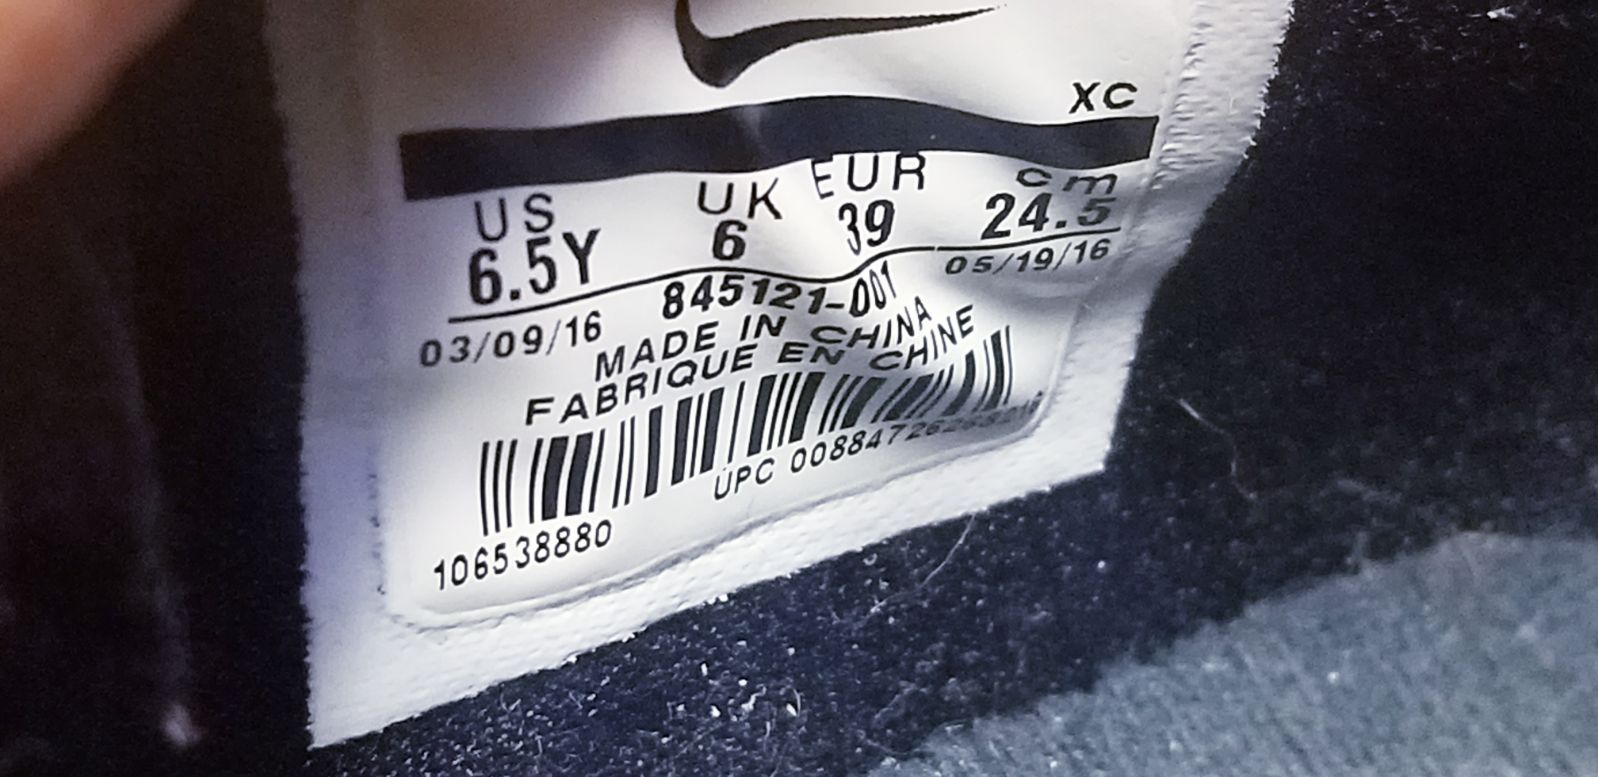 XC
US UK EUR cm
6.5Y 6 39 24.5
03/09/16 845121-001 05/19/16
MADE IN CHINA
FABRIQUE EN CHINE
UPC
106538880